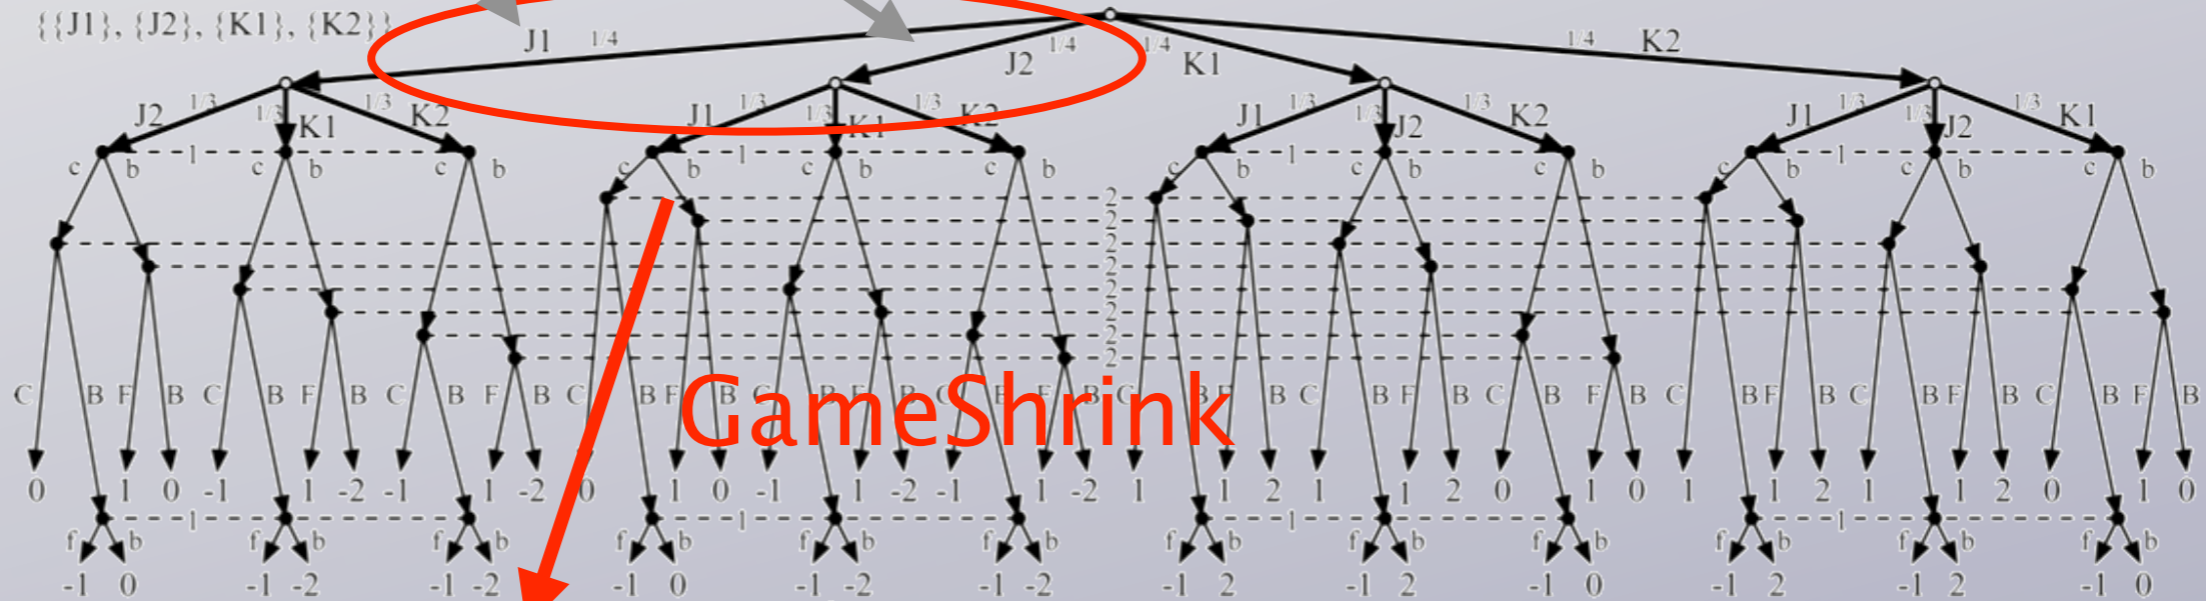 {{J1}, {J2}, {K1}, {K2}}
J1 1/4 J2 1/4 1/4 K1 1/4 K2
J2 1/3 1/3 K1 1/3 K2 J1 1/3 1/3 K1 1/3 K2 J1 1/3 1/3 J2 1/3 K2 J1 1/3 1/3 J2 1/3 K1
c b 1 c b c b c b 1 c b c b c b 1 c b c b c b 1 c b c b
2
2
2
2
2
2
2
2
C B F B C B F B C B F B C B F B C B F B C B F B C B F B C B F B C B F B C B F B C B F B C B F B
GameShrink
0 1 0 -1 1 -2 -1 1 -2 0 1 0 -1 1 -2 -1 1 -2 1 1 2 1 1 2 0 1 0 1 1 2 1 1 2 0 1 0
1 1 1 1
f b f b f b f b f b f b f b f b f b f b f b f b
-1 0 -1 -2 -1 -2 -1 0 -1 -2 -1 -2 -1 2 -1 2 -1 0 -1 2 -1 2 -1 0